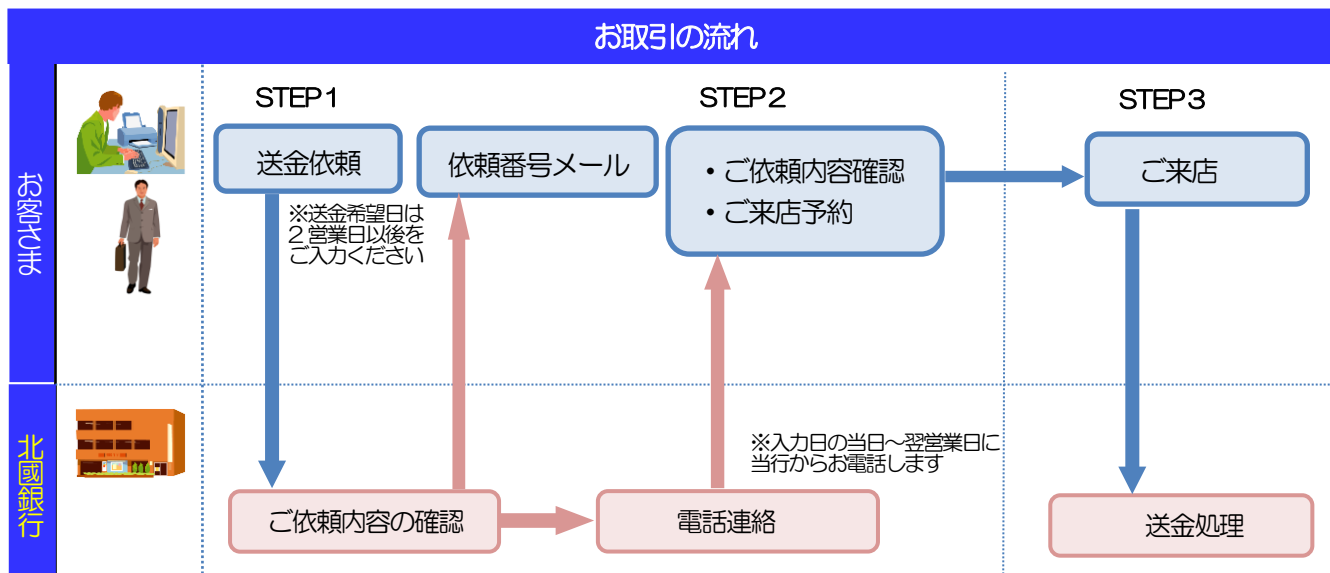 お取引の流れ
お客さま
STEP1
STEP2
STEP3
送金依頼
依頼番号メール
・ご依頼内容確認
・ご来店予約
ご来店
※送金希望日は
2営業日以後を
ご入力ください
北國銀行
※入力日の当日～翌営業日に
当行からお電話します
ご依頼内容の確認
電話連絡
送金処理